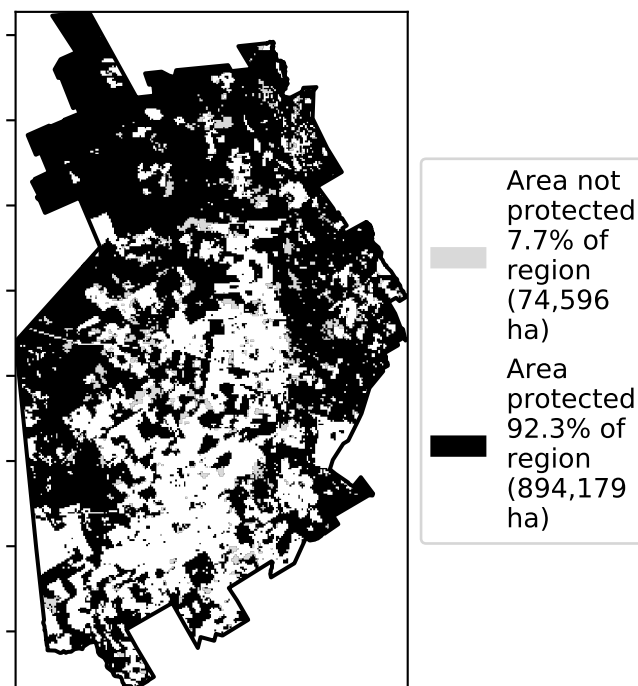 Area not
protected
7.7% of
region
(74,596
ha)
Area
protected
92.3% of
region
(894,179
ha)